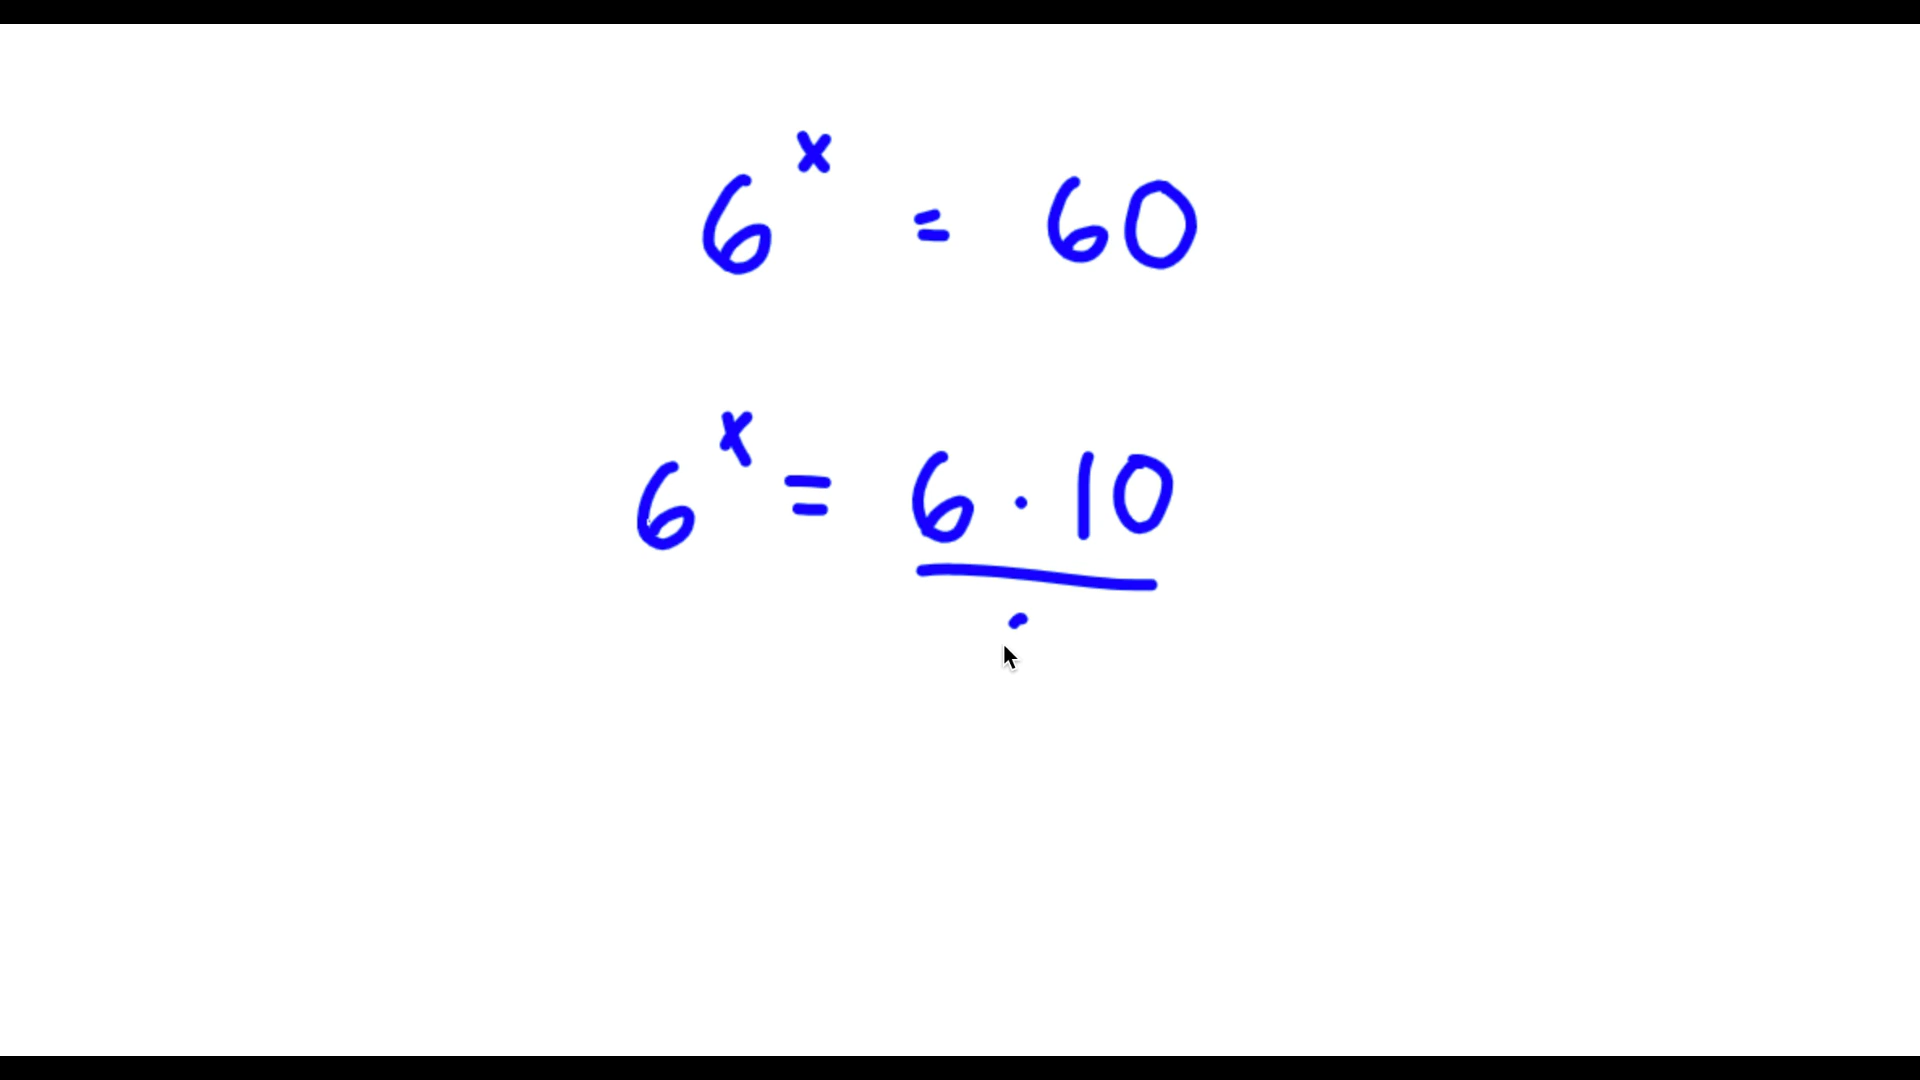 6^x = 60
6^x = 6 · 10